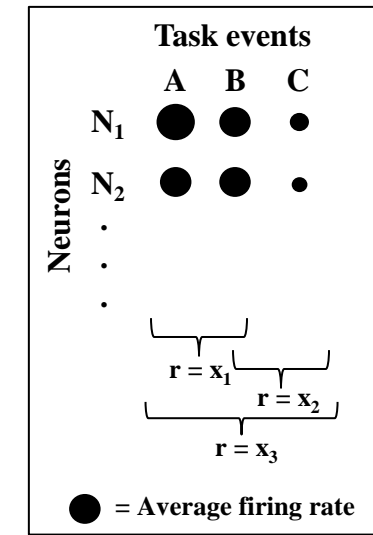 Task events
A B C
N₁
N₂
Neurons
r = x₁
r = x₂
r = x₃
= Average firing rate